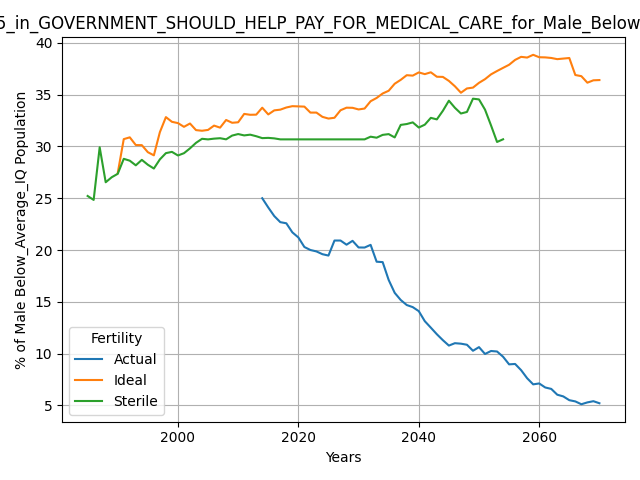 5_in_GOVERNMENT_SHOULD_HELP_PAY_FOR_MEDICAL_CARE_for_Male_Below
% of Male Below_Average_IQ Population
40
35
30
25
20
15
10
5
Fertility
Actual
Ideal
Sterile
2000
2020
2040
2060
Years